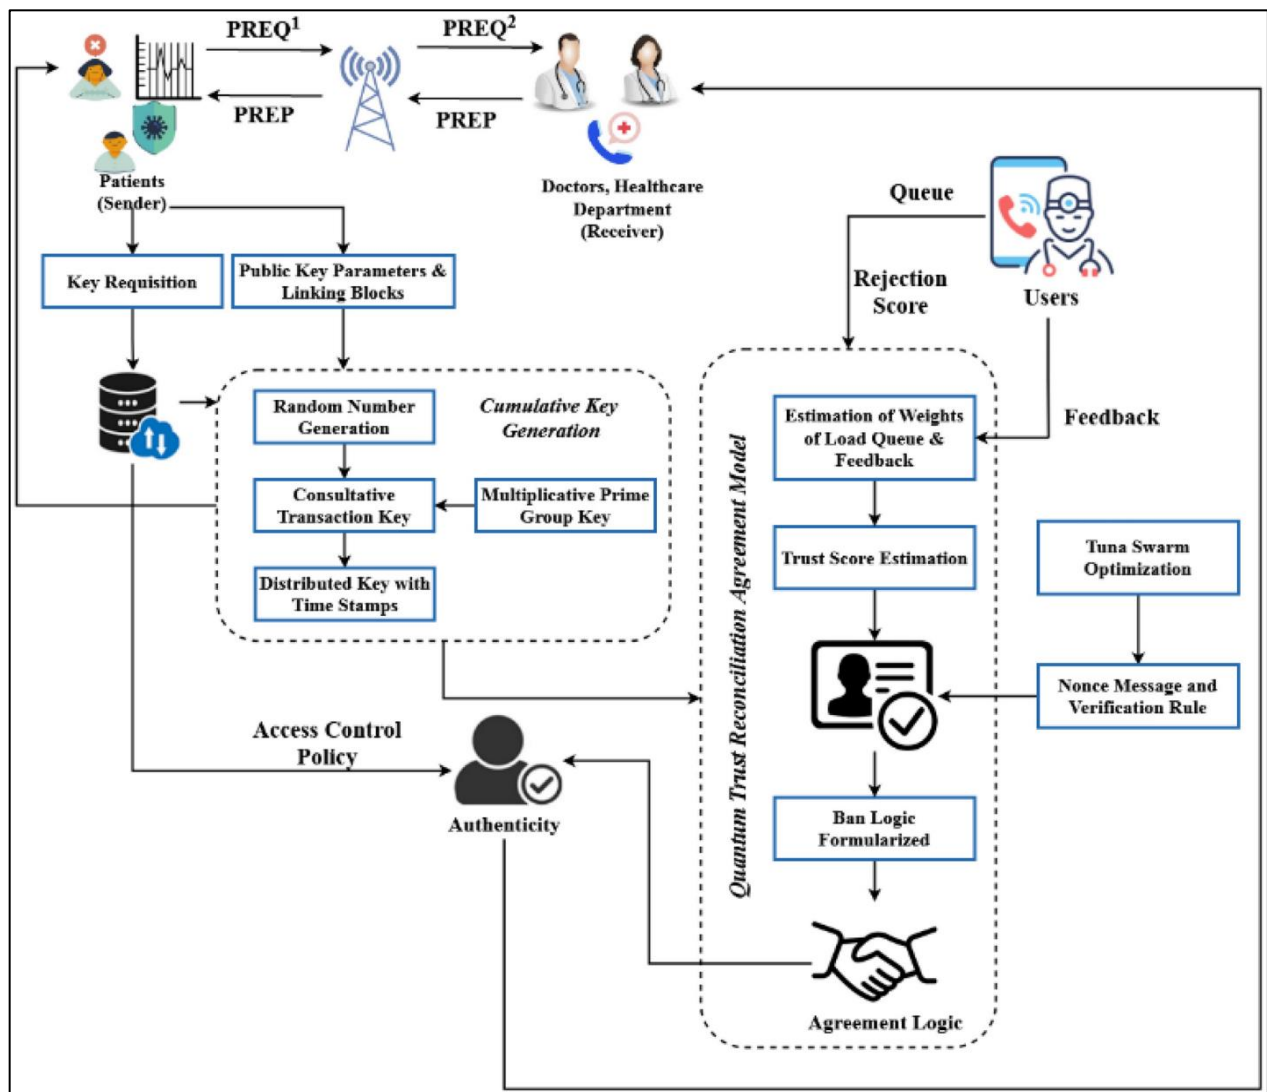 PREQ¹
PREQ²
PREP
PREP
Patients
(Sender)
Doctors, Healthcare
Department
(Receiver)
Queue
Rejection
Score
Users
Feedback
Key Requisition
Public Key Parameters &
Linking Blocks
Random Number
Generation
Cumulative Key
Generation
Consultative
Transaction Key
Multiplicative Prime
Group Key
Distributed Key with
Time Stamps
Quantum Trust Reconciliation Agreement Model
Estimation of Weights
of Load Queue &
Feedback
Trust Score Estimation
Tuna Swarm
Optimization
Nonce Message and
Verification Rule
Access Control
Policy
Authenticity
Ban Logic
Formularized
Agreement Logic